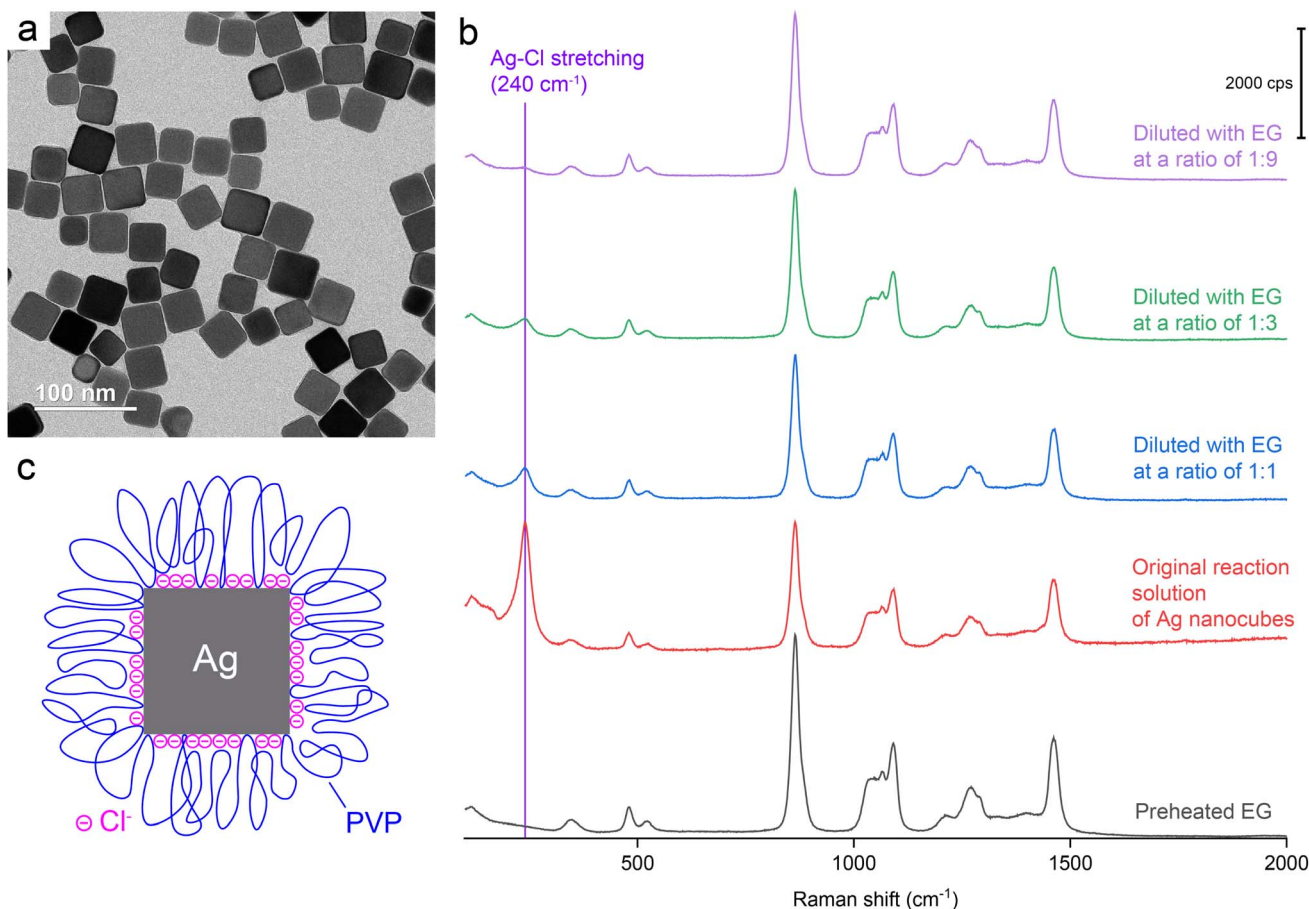 a
100 nm
b
Ag-Cl stretching
(240 cm⁻¹)
2000 cps
Diluted with EG
at a ratio of 1:9
Diluted with EG
at a ratio of 1:3
Diluted with EG
at a ratio of 1:1
Original reaction
solution
of Ag nanocubes
Preheated EG
500
1000
1500
2000
Raman shift (cm⁻¹)
c
Ag
⊖ Cl⁻
PVP